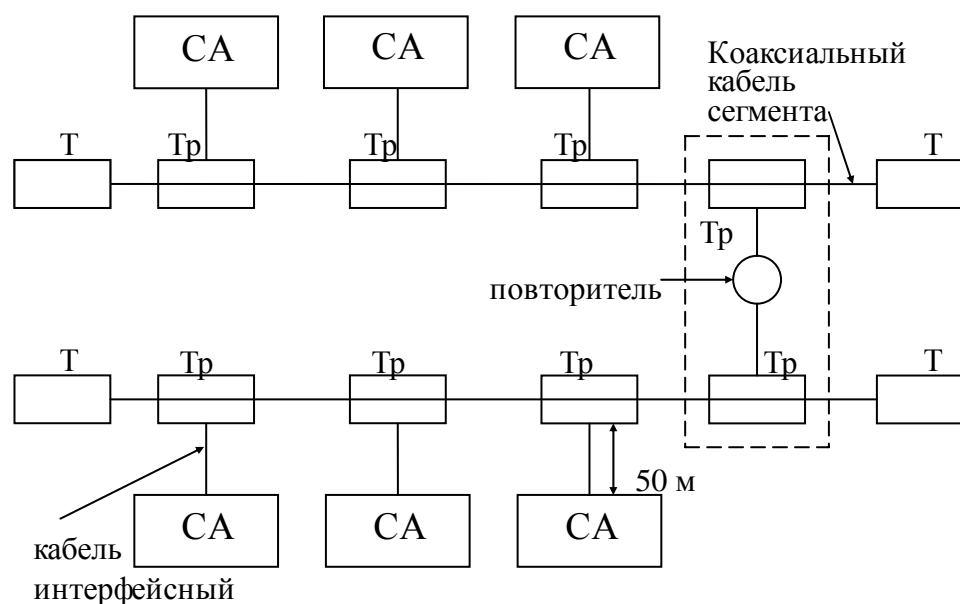 СА СА СА
Коаксиальный
кабель
сегмента
Т Тр Тр Тр Т
Тр
повторитель
Т Тр Тр Тр Тр Т
50 м
СА СА СА
кабель
интерфейсный